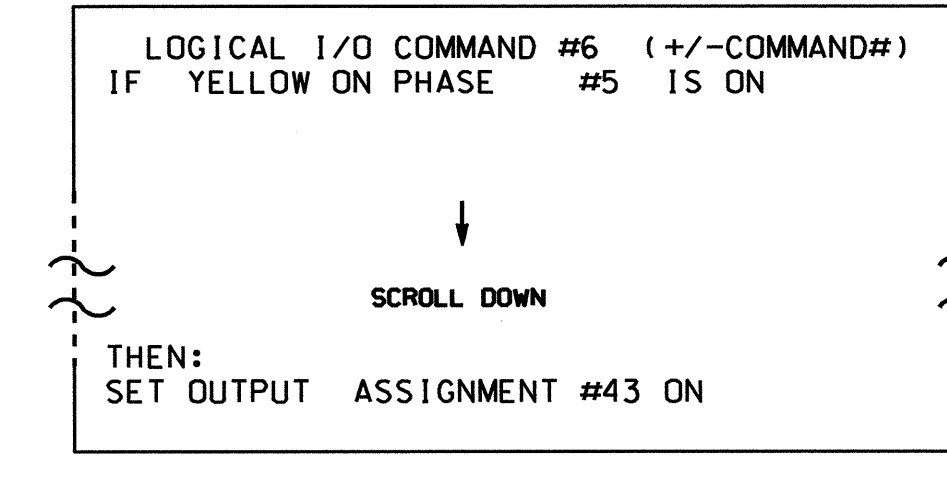 LOGICAL I/O COMMAND #6 (+/-COMMAND#)
IF YELLOW ON PHASE #5 IS ON
SCROLL DOWN
THEN:
SET OUTPUT ASSIGNMENT #43 ON